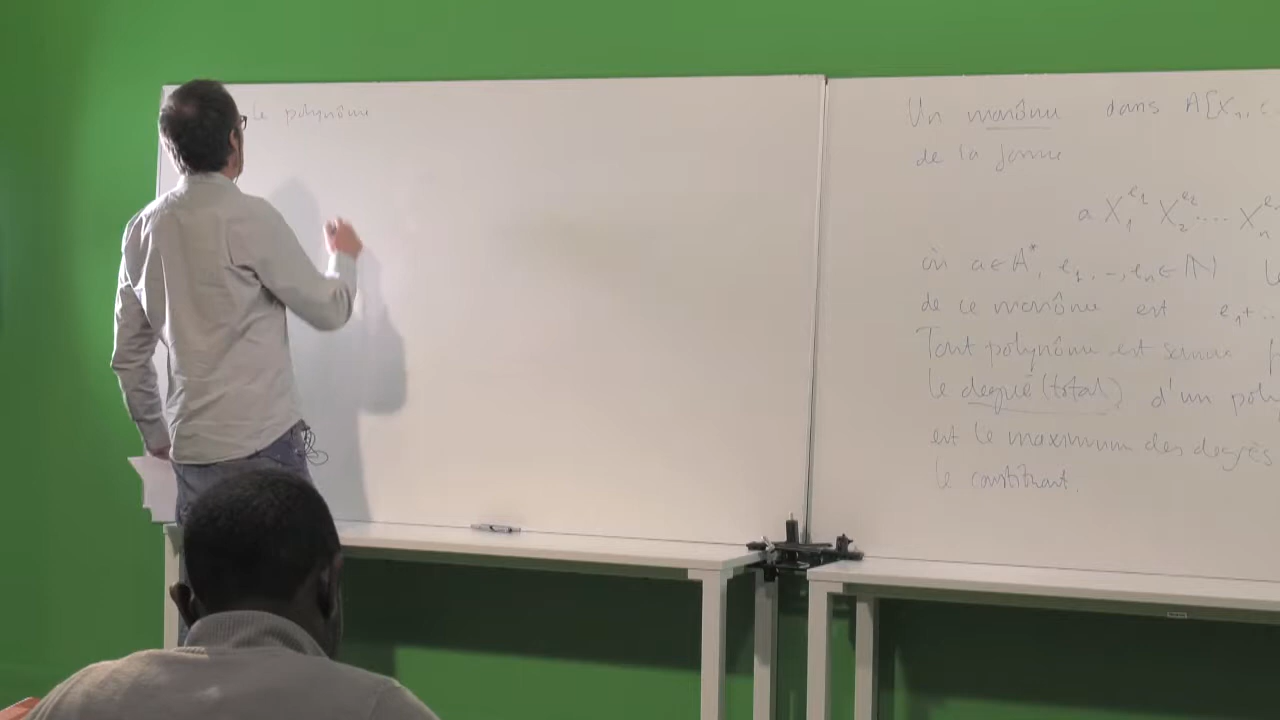 le polynôme
Un monôme dans A[X₁,
de la forme
a X₁^e₁ X₂^e₂ .... Xₙ^e
où a ∈ A*, e₁, .., eₙ ∈ ℕ
de ce monôme est e₁+..
Tout polynôme est somme
le degré (total) d'un poly
est le maximum des degrés
le constituant.